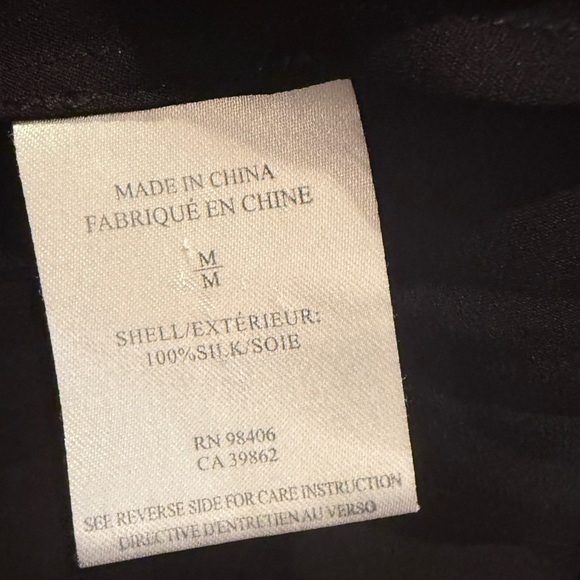 MADE IN CHINA
FABRIQUÉ EN CHINE
M
M
SHELL/EXTÉRIEUR:
100%SILK/SOIE
RN 98406
CA 39862
SEE REVERSE SIDE FOR CARE INSTRUCTION
DIRECTIVE D'ENTRETIEN AU VERSO